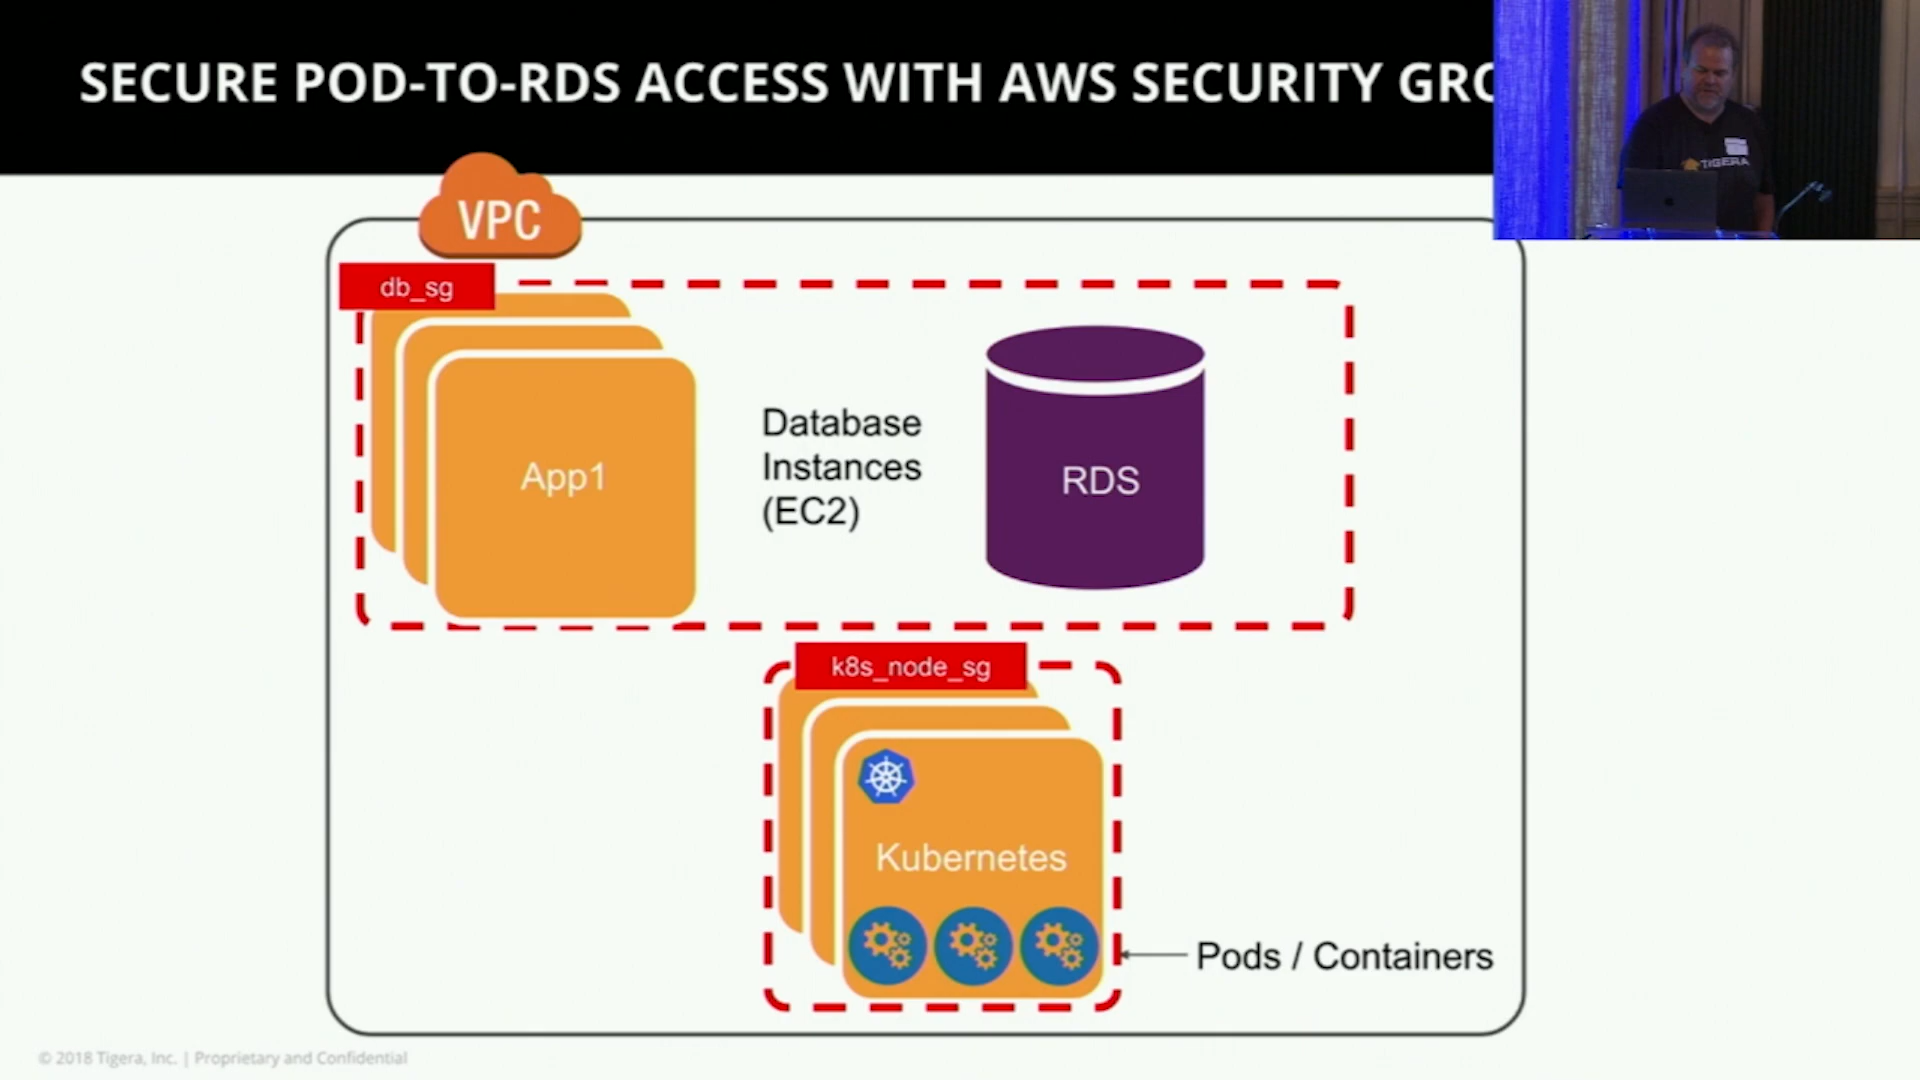 SECURE POD-TO-RDS ACCESS WITH AWS SECURITY GRO
TIGERA
VPC
db_sg
App1
Database
Instances
(EC2)
RDS
k8s_node_sg
Kubernetes
Pods / Containers
© 2018 Tigera, Inc. | Proprietary and Confidential